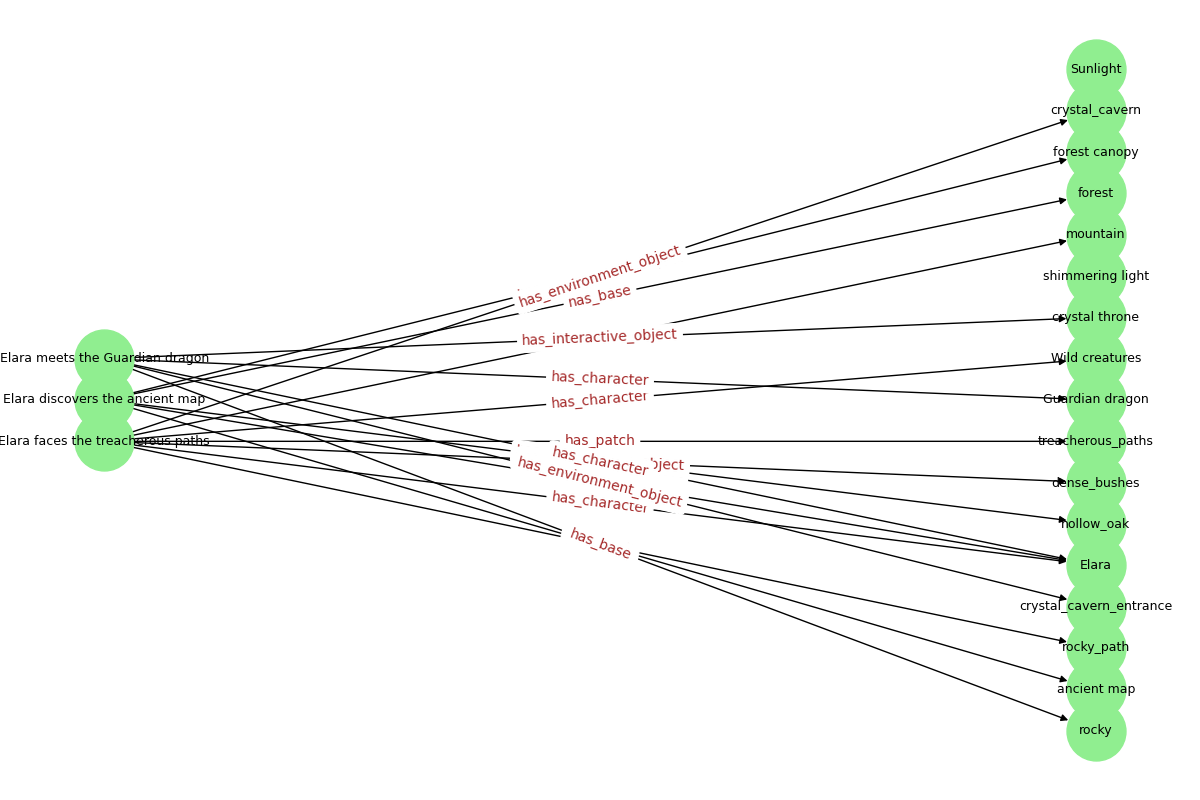 Elara meets the Guardian dragon
Elara discovers the ancient map
Elara faces the treacherous paths
has_environment_object
has_base
has_interactive_object
has_character
has_character
has_patch
has_character
has_environment_object
has_character
has_base
Sunlight
crystal_cavern
forest canopy
forest
mountain
shimmering light
crystal throne
Wild creatures
Guardian dragon
treacherous_paths
dense_bushes
hollow_oak
Elara
crystal_cavern_entrance
rocky_path
ancient map
rocky